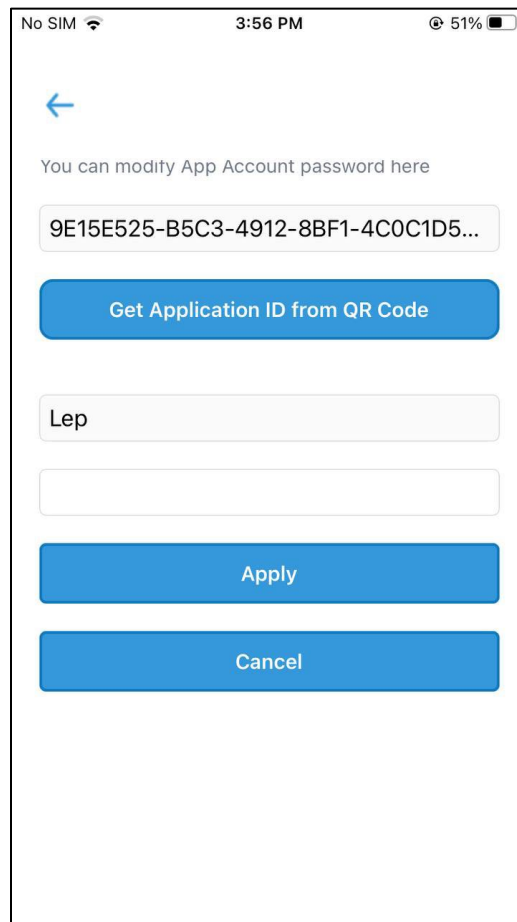 No SIM 3:56 PM 51%
You can modify App Account password here
9E15E525-B5C3-4912-8BF1-4C0C1D5...
Get Application ID from QR Code
Lep
Apply
Cancel